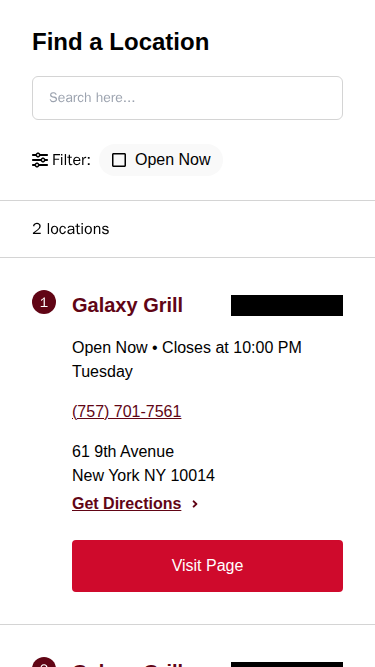 Find a Location
Search here...
Filter:
Open Now
2 locations
1
Galaxy Grill
Open Now • Closes at 10:00 PM
Tuesday
(757) 701-7561
61 9th Avenue
New York NY 10014
Get Directions
Visit Page